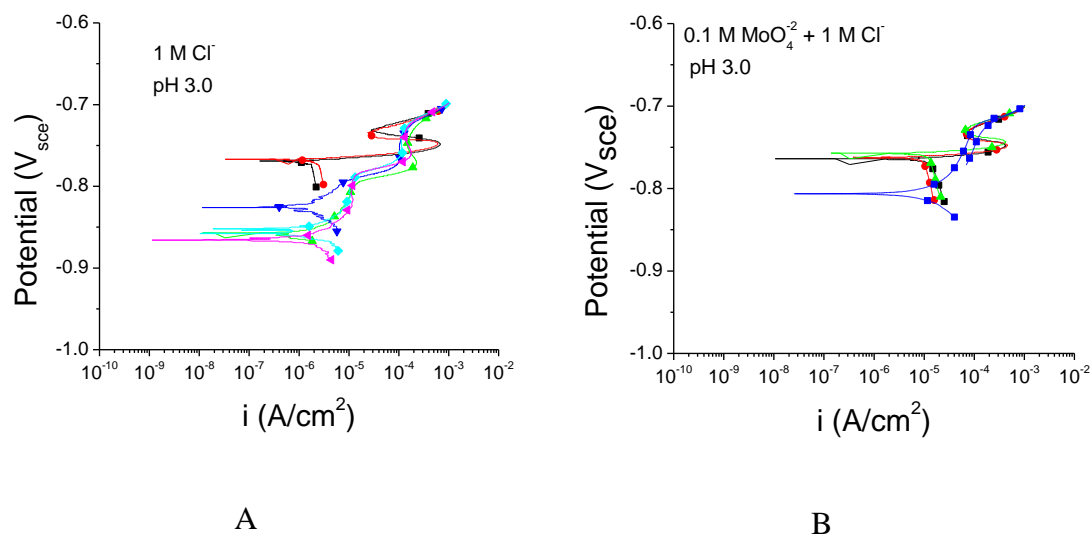 1 M Cl⁻
pH 3.0
Potential (V_sce)
-0.6
-0.7
-0.8
-0.9
-1.0
10⁻¹⁰ 10⁻⁹ 10⁻⁸ 10⁻⁷ 10⁻⁶ 10⁻⁵ 10⁻⁴ 10⁻³ 10⁻²
i (A/cm²)
A
0.1 M MoO₄⁻² + 1 M Cl⁻
pH 3.0
Potential (Vsce)
-0.6
-0.7
-0.8
-0.9
-1.0
10⁻¹⁰ 10⁻⁹ 10⁻⁸ 10⁻⁷ 10⁻⁶ 10⁻⁵ 10⁻⁴ 10⁻³ 10⁻²
i (A/cm²)
B